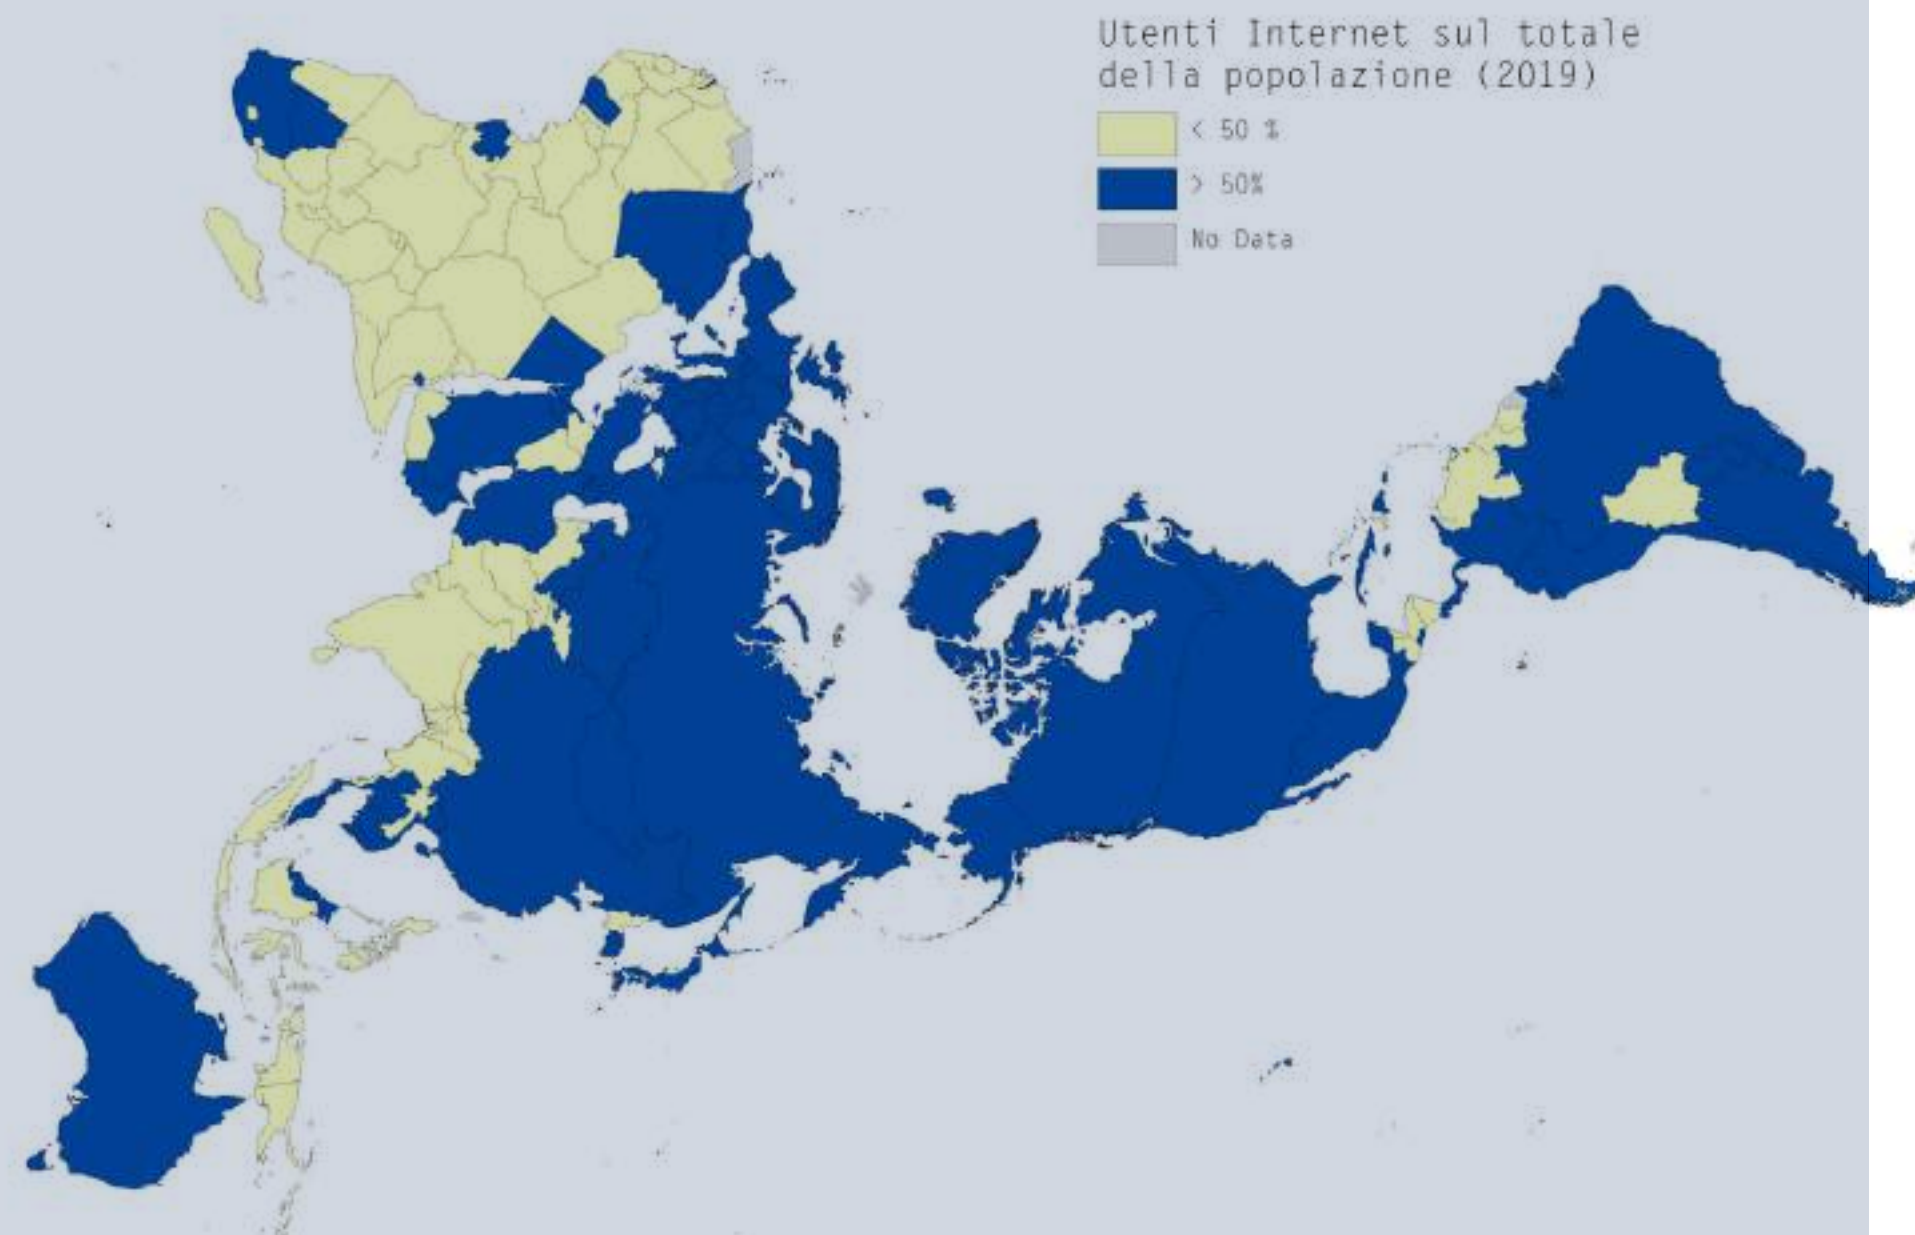 Utenti Internet sul totale
della popolazione (2019)
< 50 %
> 50%
No Data